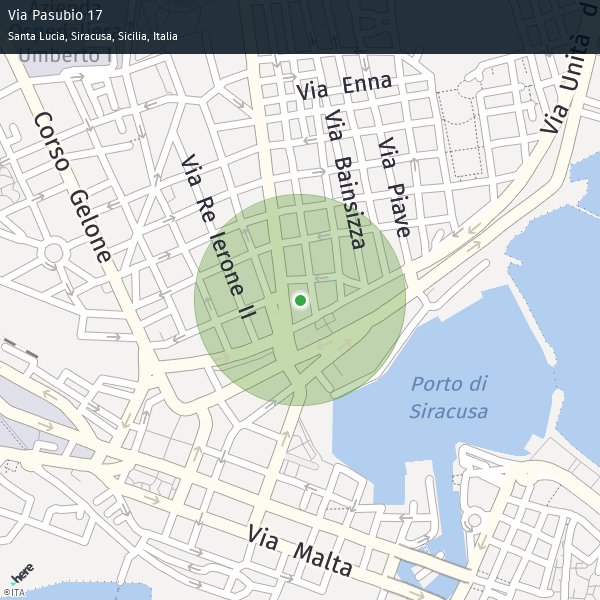 Via Pasubio 17
Santa Lucia, Siracusa, Sicilia, Italia
Azienda
Umberto I
Via Enna
Via Unità d
Corso Gelone
Via Re Ierone II
Via Bainsizza
Via Piave
Porto di
Siracusa
Via Malta
here
©ITA